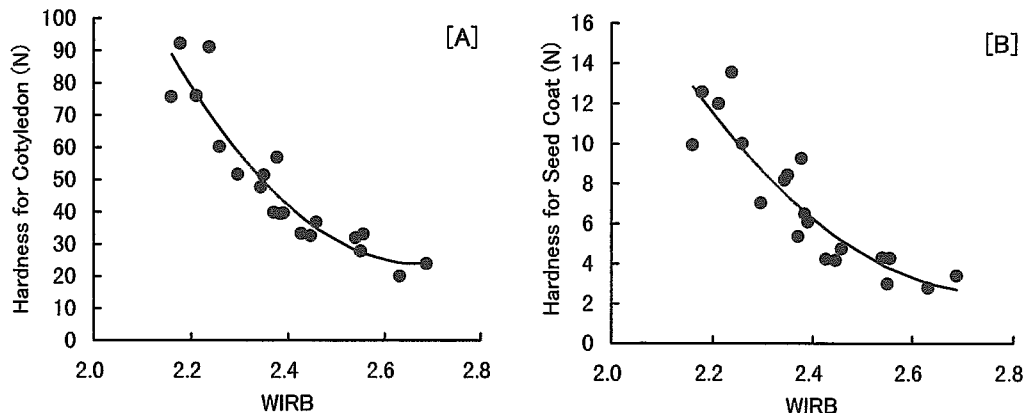 [A]
Hardness for Cotyledon (N)
100
90
80
70
60
50
40
30
20
10
0
2.0 2.2 2.4 2.6 2.8
WIRB
[B]
Hardness for Seed Coat (N)
16
14
12
10
8
6
4
2
0
2.0 2.2 2.4 2.6 2.8
WIRB